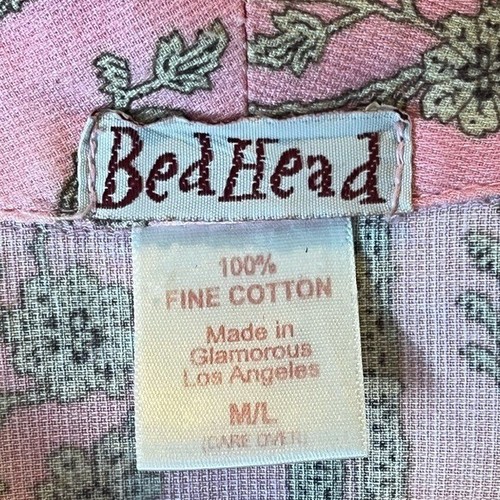 BedHead
100%
FINE COTTON
Made in
Glamorous
Los Angeles
M/L
(CARE OVER)